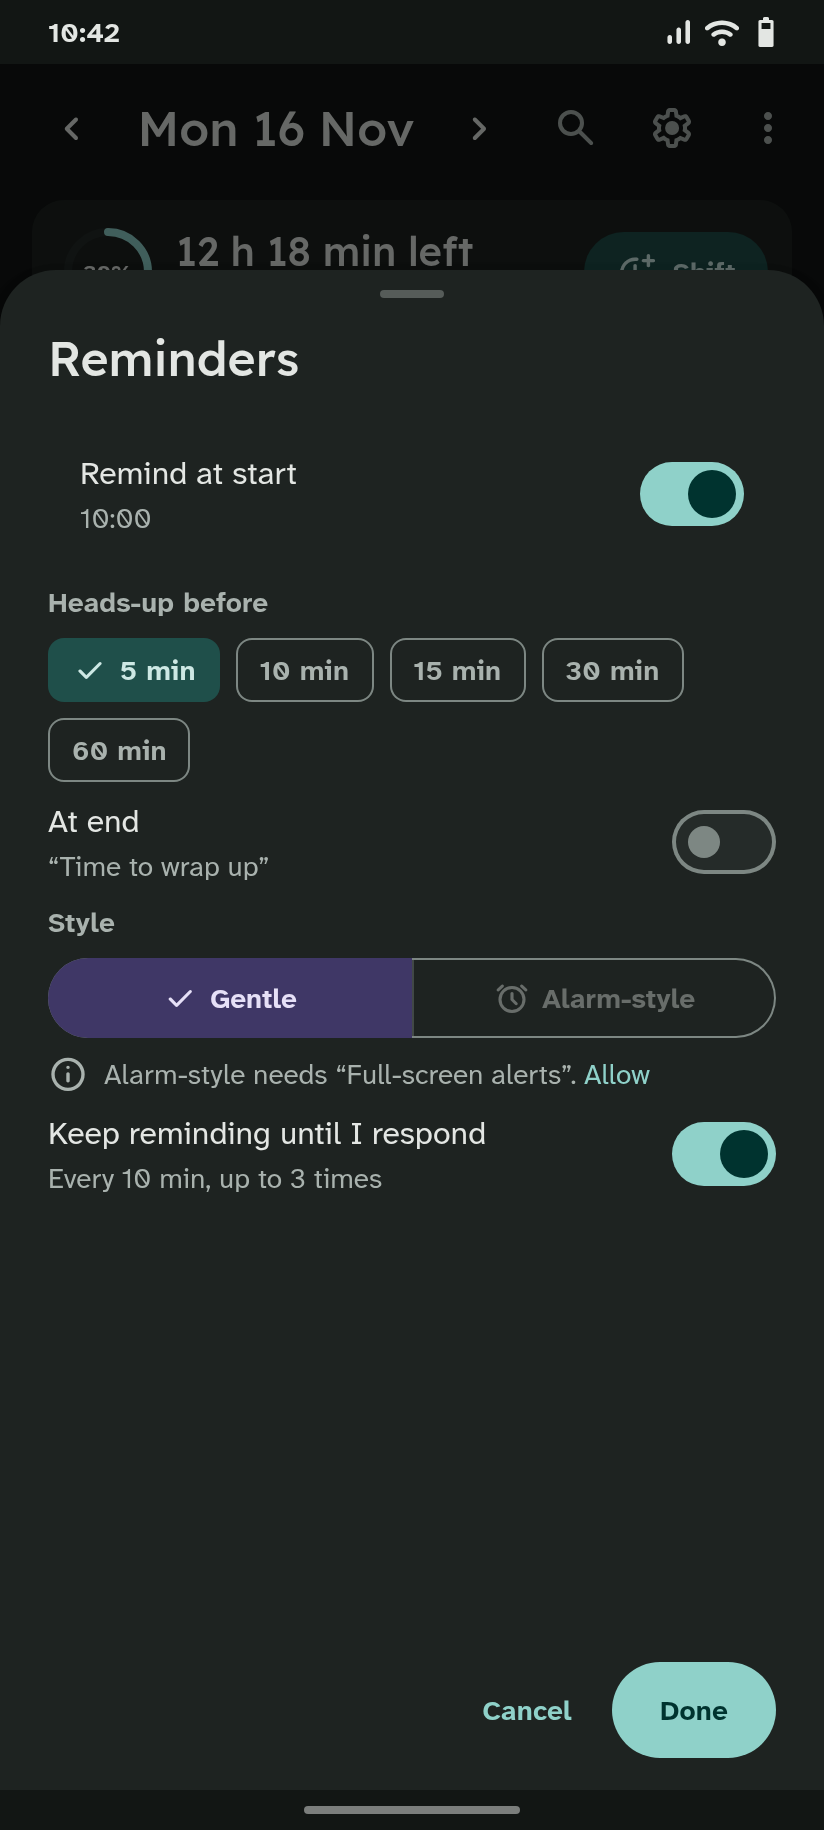 10:42
Mon 16 Nov
12 h 18 min left
Shift
Reminders
Remind at start
10:00
Heads-up before
5 min
10 min
15 min
30 min
60 min
At end
“Time to wrap up”
Style
Gentle
Alarm-style
Alarm-style needs “Full-screen alerts”. Allow
Keep reminding until I respond
Every 10 min, up to 3 times
Cancel
Done